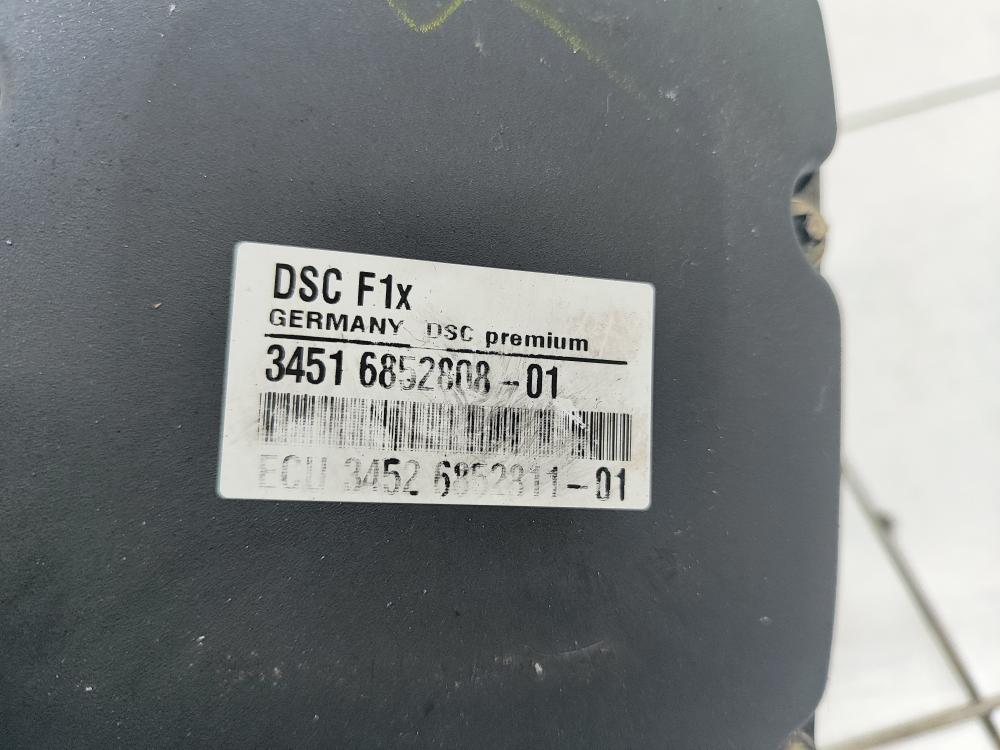 DSC F1x
GERMANY DSC premium
3451 6852808-01
ECU 3452 6852811-01